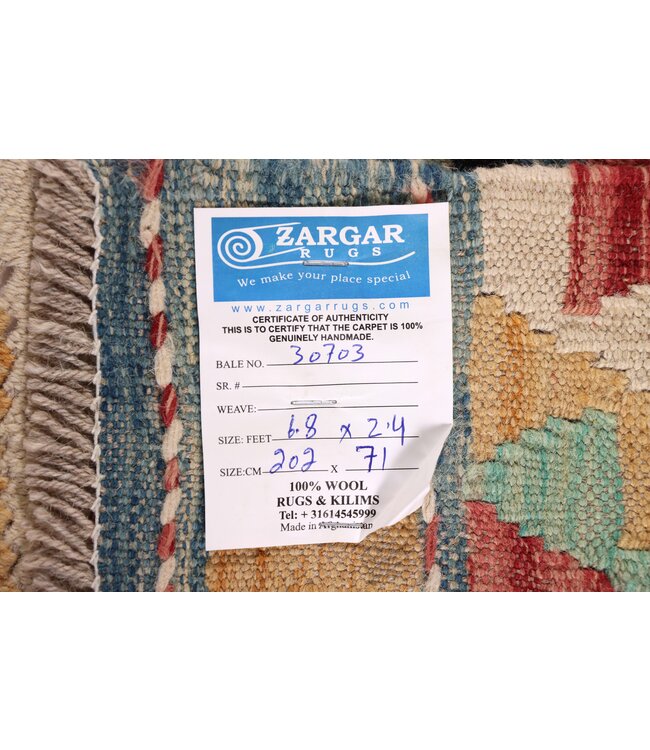 ZARGAR
RUGS
We make your place special
www.zargarrugs.com
CERTIFICATE OF AUTHENTICITY
THIS IS TO CERTIFY THAT THE CARPET IS 100%
GENUINELY HANDMADE.
BALE NO. 30703
SR. #
WEAVE:
SIZE: FEET 6.8 x 2.4
SIZE:CM 202 x 71
100% WOOL
RUGS & KILIMS
Tel: + 31614545999
Made in Afghanistan